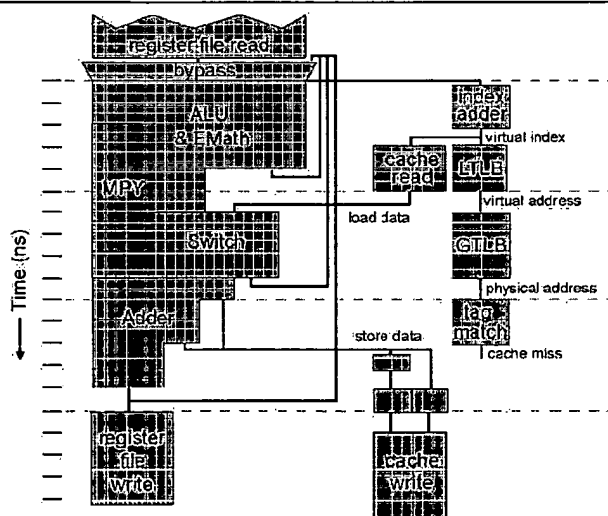 register file read
bypass
ALU
& EMath
index
adder
virtual index
cache
read
LTLB
MPY
virtual address
load data
Switch
GTLB
Time (ns)
physical address
Adder
tag
match
store data
cache miss
register
file
write
cache
write